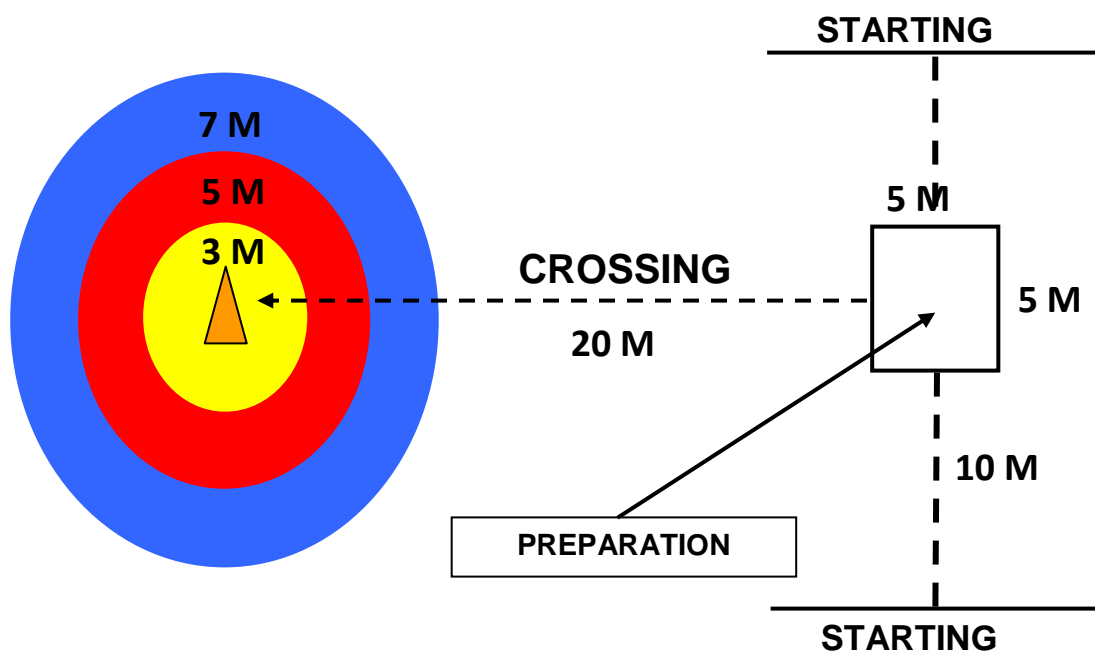 STARTING
7 M
5 M
3 M
5 M
CROSSING
20 M
5 M
10 M
PREPARATION
STARTING